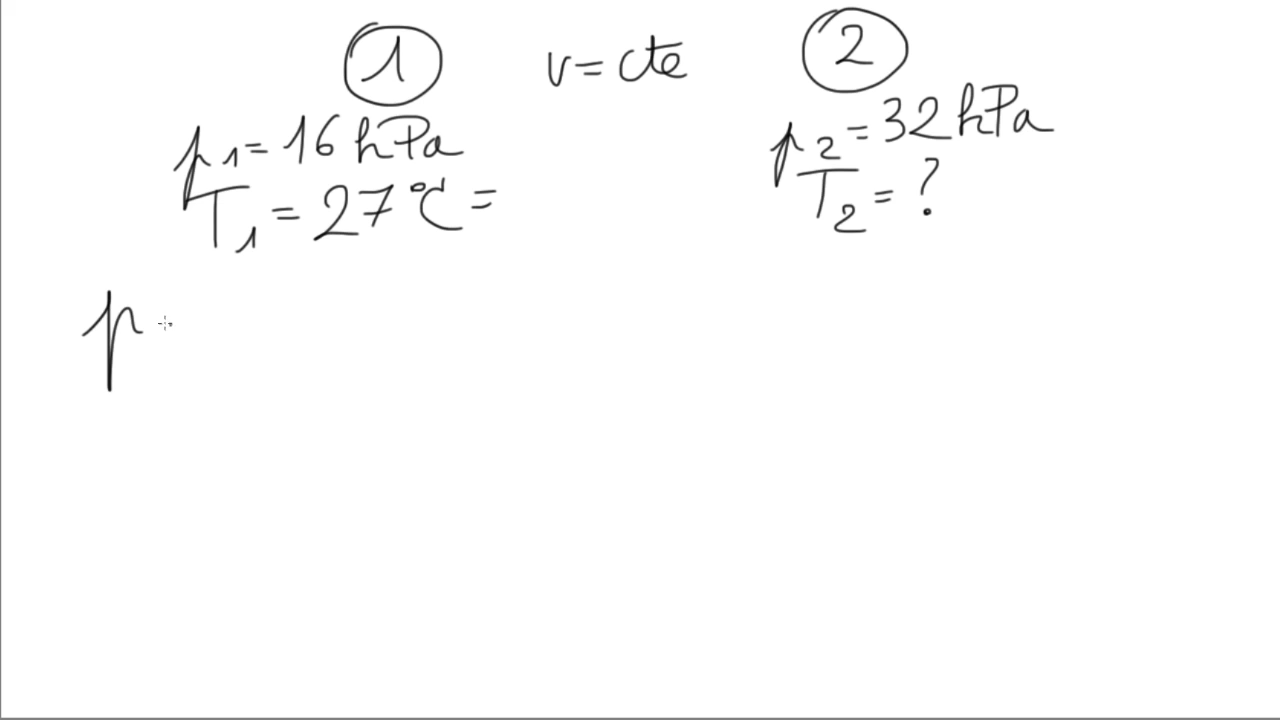 1 v = cte 2
p1 = 16 hPa p2 = 32 hPa
T1 = 27 °C = T2 = ?
p